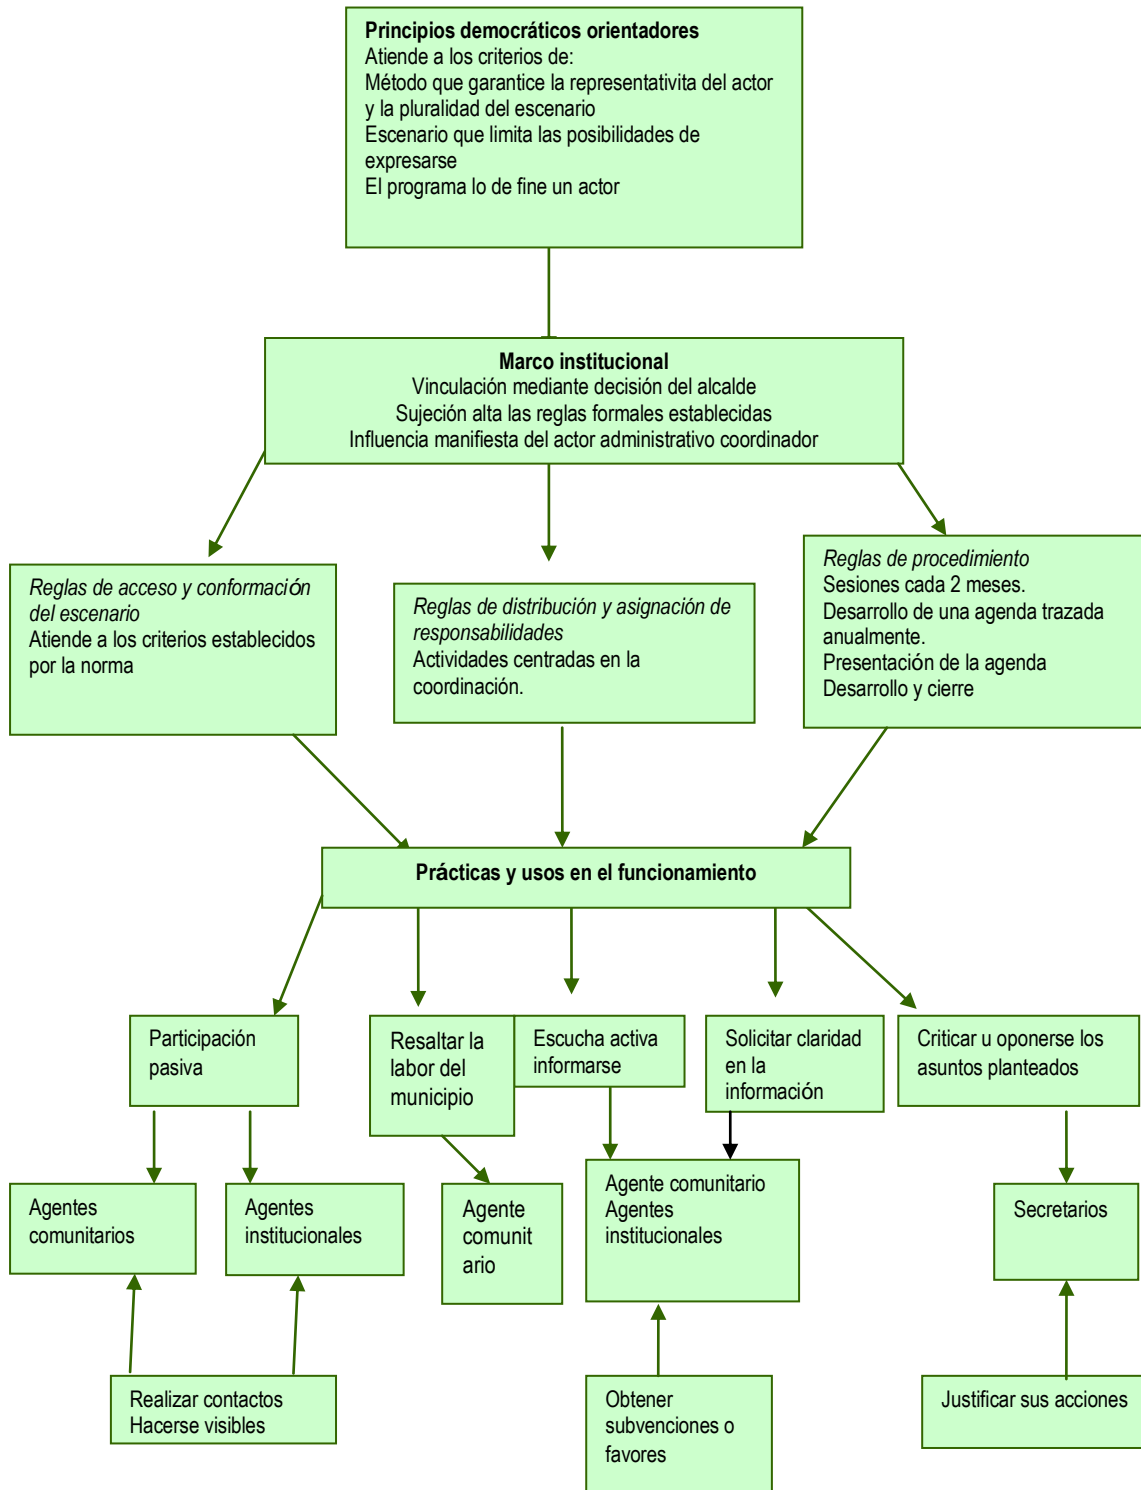 Principios democráticos orientadores
Atiende a los criterios de:
Método que garantice la representativita del actor
y la pluralidad del escenario
Escenario que limita las posibilidades de
expresarse
El programa lo de fine un actor
Marco institucional
Vinculación mediante decisión del alcalde
Sujeción alta las reglas formales establecidas
Influencia manifiesta del actor administrativo coordinador
Reglas de acceso y conformación
del escenario
Atiende a los criterios establecidos
por la norma
Reglas de distribución y asignación de
responsabilidades
Actividades centradas en la
coordinación.
Reglas de procedimiento
Sesiones cada 2 meses.
Desarrollo de una agenda trazada
anualmente.
Presentación de la agenda
Desarrollo y cierre
Prácticas y usos en el funcionamiento
Participación
pasiva
Resaltar la
labor del
municipio
Escucha activa
informarse
Solicitar claridad
en la
información
Criticar u oponerse los
asuntos planteados
Agentes
comunitarios
Agentes
institucionales
Agente
comunit
ario
Agente comunitario
Agentes
institucionales
Secretarios
Realizar contactos
Hacerse visibles
Obtener
subvenciones o
favores
Justificar sus acciones